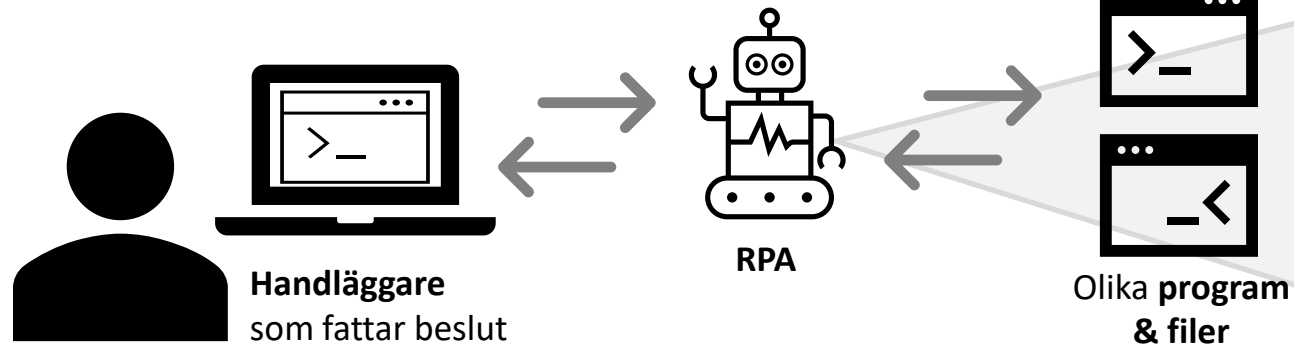 Handläggare
som fattar beslut
RPA
Olika program
& filer